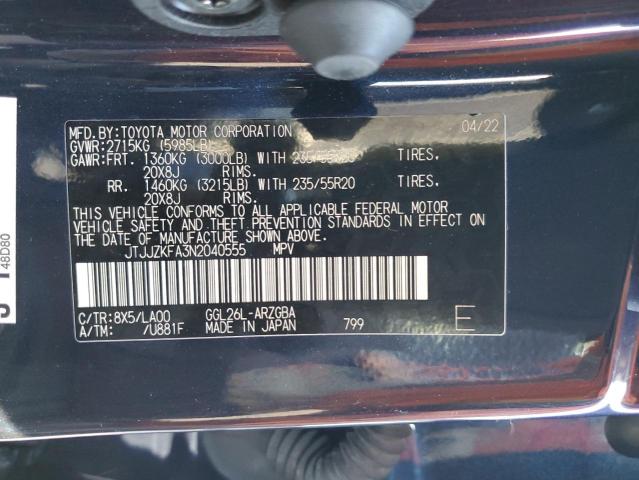 MFD.BY:TOYOTA MOTOR CORPORATION 04/22
GVWR:2715KG (5985LB)
GAWR:FRT. 1360KG (3000LB) WITH TIRES.
20X8J RIMS.
RR. 1460KG (3215LB) WITH 235/55R20 TIRES.
20X8J RIMS.
THIS VEHICLE CONFORMS TO ALL APPLICABLE FEDERAL MOTOR
VEHICLE SAFETY AND THEFT PREVENTION STANDARDS IN EFFECT ON
THE DATE OF MANUFACTURE SHOWN ABOVE.
JTJJZKFA3N2040555 MPV
C/TR:8X5/LA00 GGL26L-ARZGBA
A/TM: /U881F MADE IN JAPAN 799 E
48D80